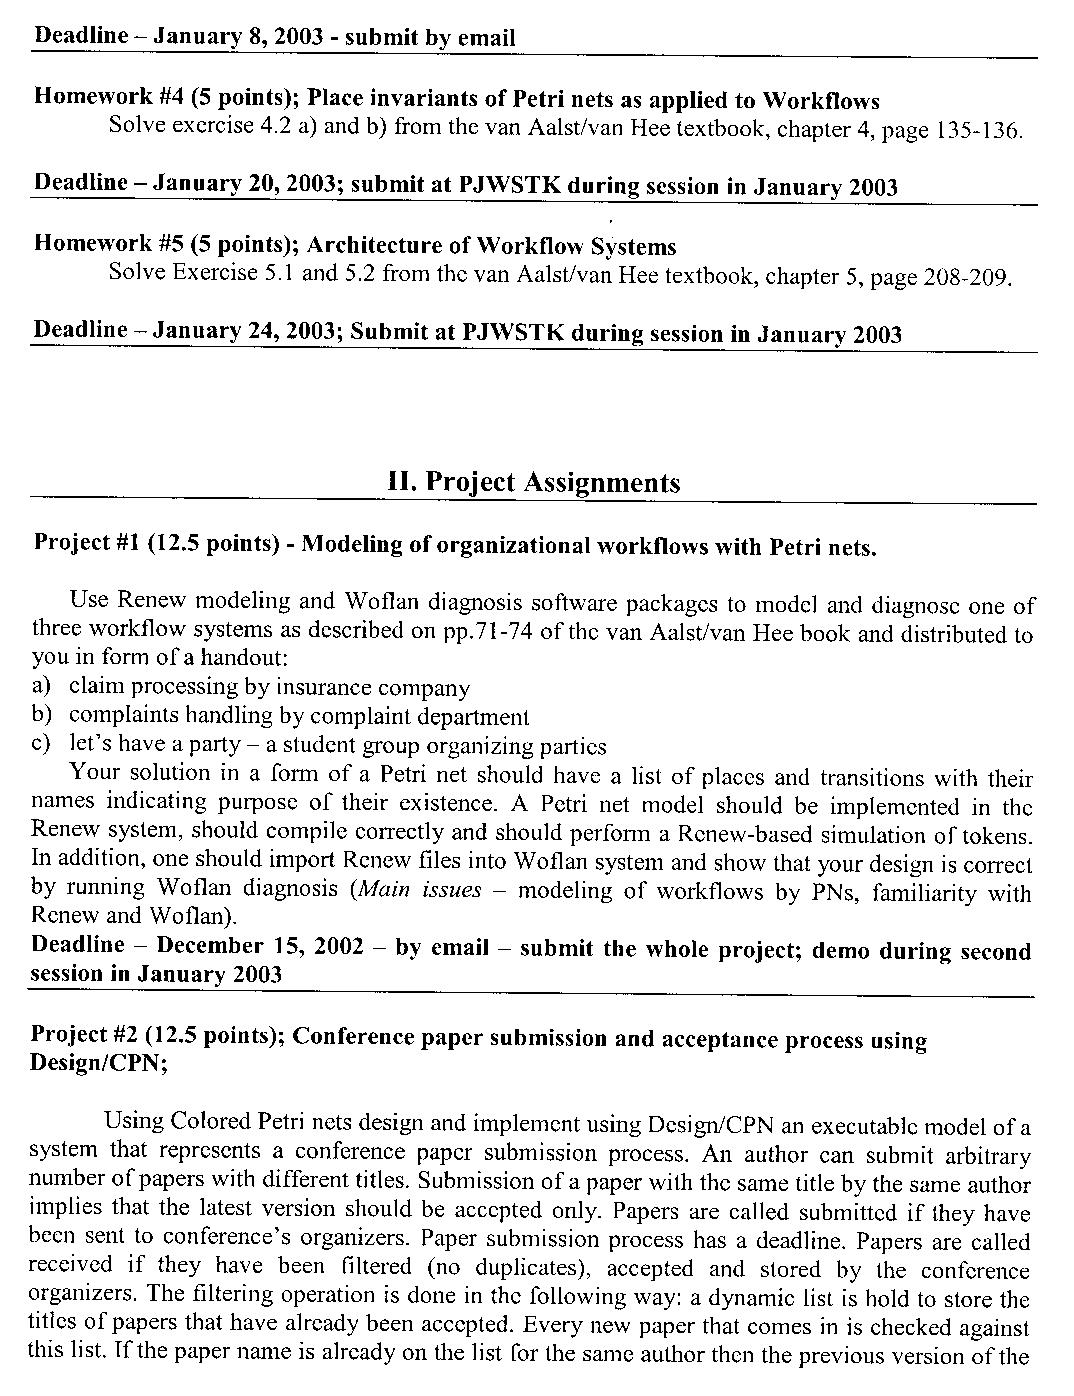 Deadline – January 8, 2003 - submit by email
Homework #4 (5 points); Place invariants of Petri nets as applied to Workflows
Solve exercise 4.2 a) and b) from the van Aalst/van Hee textbook, chapter 4, page 135-136.
Deadline – January 20, 2003; submit at PJWSTK during session in January 2003
Homework #5 (5 points); Architecture of Workflow Systems
Solve Exercise 5.1 and 5.2 from the van Aalst/van Hee textbook, chapter 5, page 208-209.
Deadline – January 24, 2003; Submit at PJWSTK during session in January 2003
II. Project Assignments
Project #1 (12.5 points) - Modeling of organizational workflows with Petri nets.
Use Renew modeling and Woflan diagnosis software packages to model and diagnose one of
three workflow systems as described on pp.71-74 of the van Aalst/van Hee book and distributed to
you in form of a handout:
a) claim processing by insurance company
b) complaints handling by complaint department
c) let's have a party – a student group organizing parties
Your solution in a form of a Petri net should have a list of places and transitions with their
names indicating purpose of their existence. A Petri net model should be implemented in the
Renew system, should compile correctly and should perform a Renew-based simulation of tokens.
In addition, one should import Renew files into Woflan system and show that your design is correct
by running Woflan diagnosis (Main issues – modeling of workflows by PNs, familiarity with
Renew and Woflan).
Deadline – December 15, 2002 – by email – submit the whole project; demo during second
session in January 2003
Project #2 (12.5 points); Conference paper submission and acceptance process using
Design/CPN;
Using Colored Petri nets design and implement using Design/CPN an executable model of a
system that represents a conference paper submission process. An author can submit arbitrary
number of papers with different titles. Submission of a paper with the same title by the same author
implies that the latest version should be accepted only. Papers are called submitted if they have
been sent to conference's organizers. Paper submission process has a deadline. Papers are called
received if they have been filtered (no duplicates), accepted and stored by the conference
organizers. The filtering operation is done in the following way: a dynamic list is hold to store the
titles of papers that have already been accepted. Every new paper that comes in is checked against
this list. If the paper name is already on the list for the same author then the previous version of the